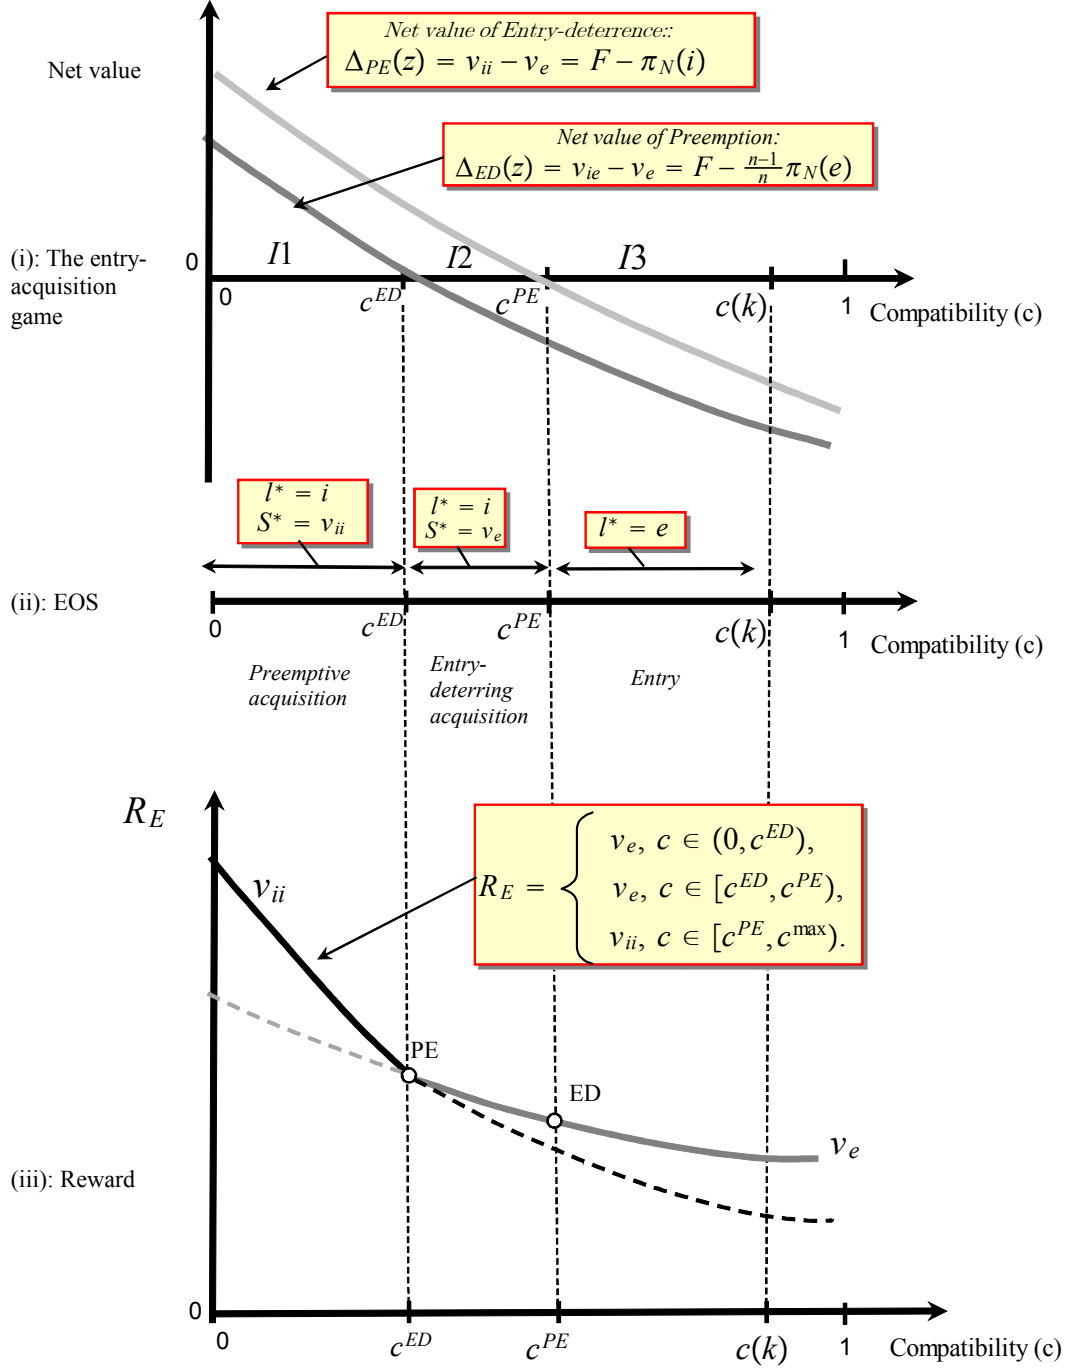 Net value of Entry-deterrence::
Δ_PE(z) = v_ii − v_e = F − π_N(i)
Net value
Net value of Preemption:
Δ_ED(z) = v_ie − v_e = F − (n−1)/n π_N(e)
(i): The entry-
acquisition
game
0
I1
I2
I3
0
c^ED
c^PE
c(k)
1
Compatibility (c)
l* = i
S* = v_ii
l* = i
S* = v_e
l* = e
(ii): EOS
0
c^ED
c^PE
c(k)
1
Compatibility (c)
Preemptive
acquisition
Entry-
deterring
acquisition
Entry
R_E
v_ii
R_E = {
v_e, c ∈ (0, c^ED),
v_e, c ∈ [c^ED, c^PE),
v_ii, c ∈ [c^PE, c^max).
PE
ED
v_e
(iii): Reward
0
0
c^ED
c^PE
c(k)
1
Compatibility (c)